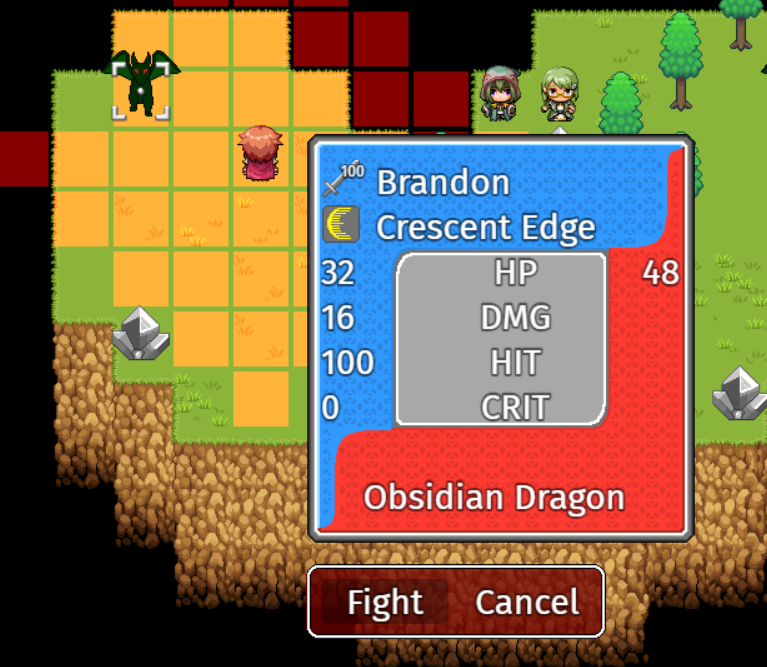 100 Brandon
Crescent Edge
32 HP 48
16 DMG
100 HIT
0 CRIT
Obsidian Dragon
Fight Cancel